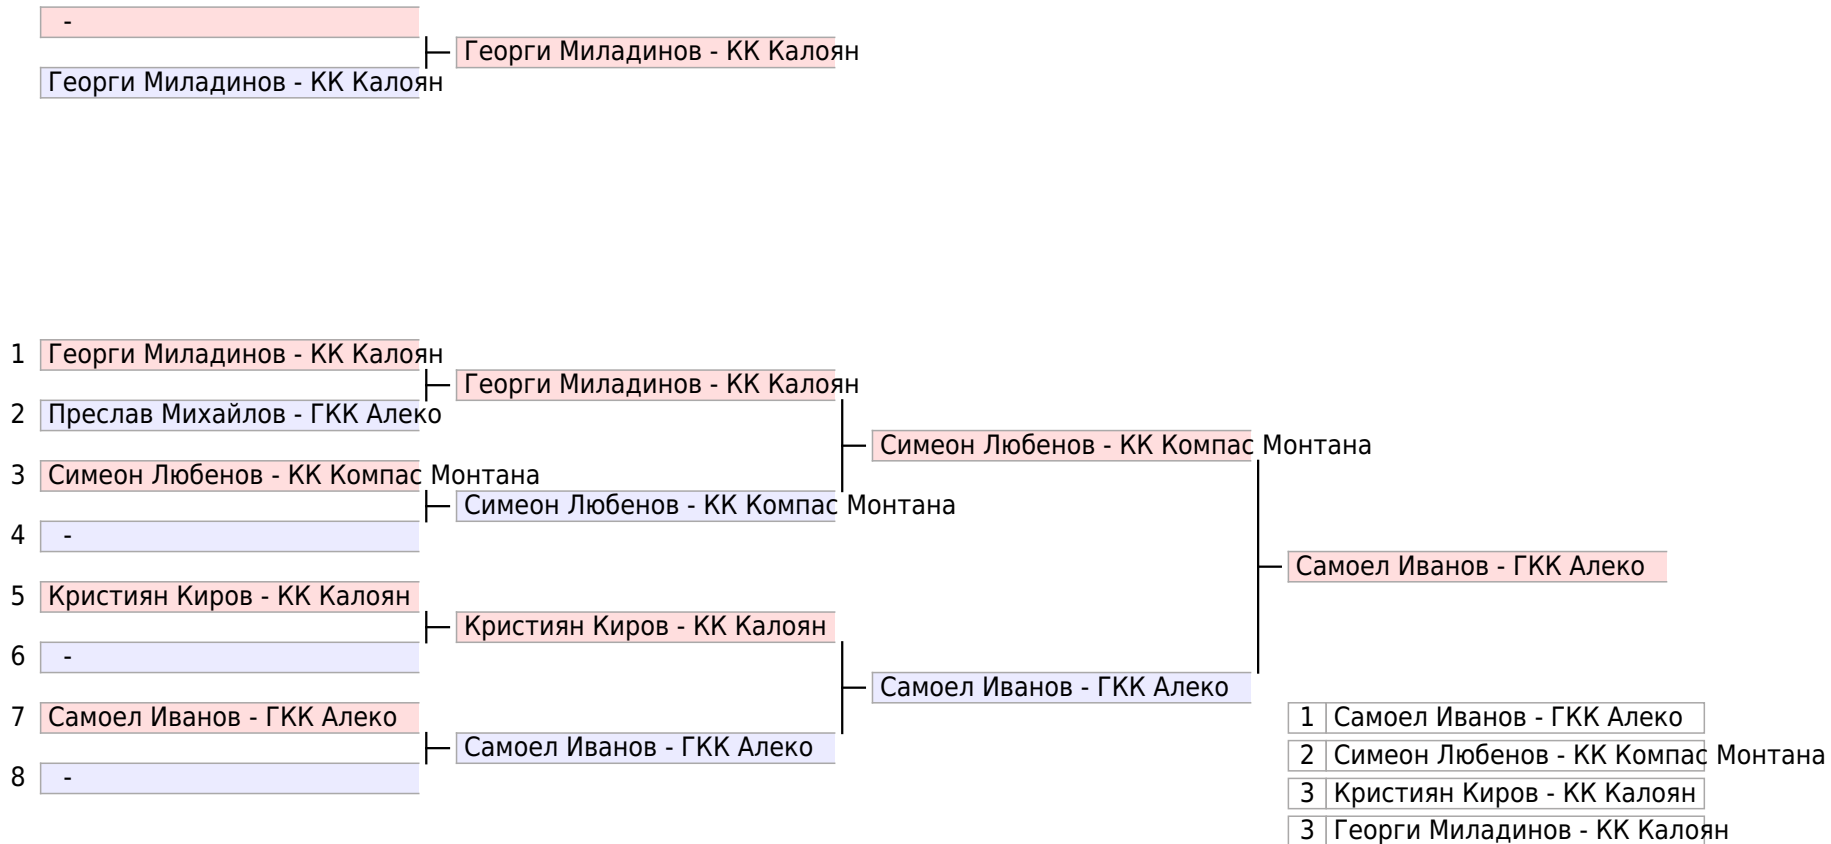 -
Георги Миладинов - КК Калоян
Георги Миладинов - КК Калоян
1 Георги Миладинов - КК Калоян
Георги Миладинов - КК Калоян
2 Преслав Михайлов - ГКК Алеко
Симеон Любенов - КК Компас Монтана
3 Симеон Любенов - КК Компас Монтана
Симеон Любенов - КК Компас Монтана
4 -
Самоел Иванов - ГКК Алеко
5 Кристиян Киров - КК Калоян
Кристиян Киров - КК Калоян
6 -
Самоел Иванов - ГКК Алеко
7 Самоел Иванов - ГКК Алеко
Самоел Иванов - ГКК Алеко
8 -
1 Самоел Иванов - ГКК Алеко
2 Симеон Любенов - КК Компас Монтана
3 Кристиян Киров - КК Калоян
3 Георги Миладинов - КК Калоян